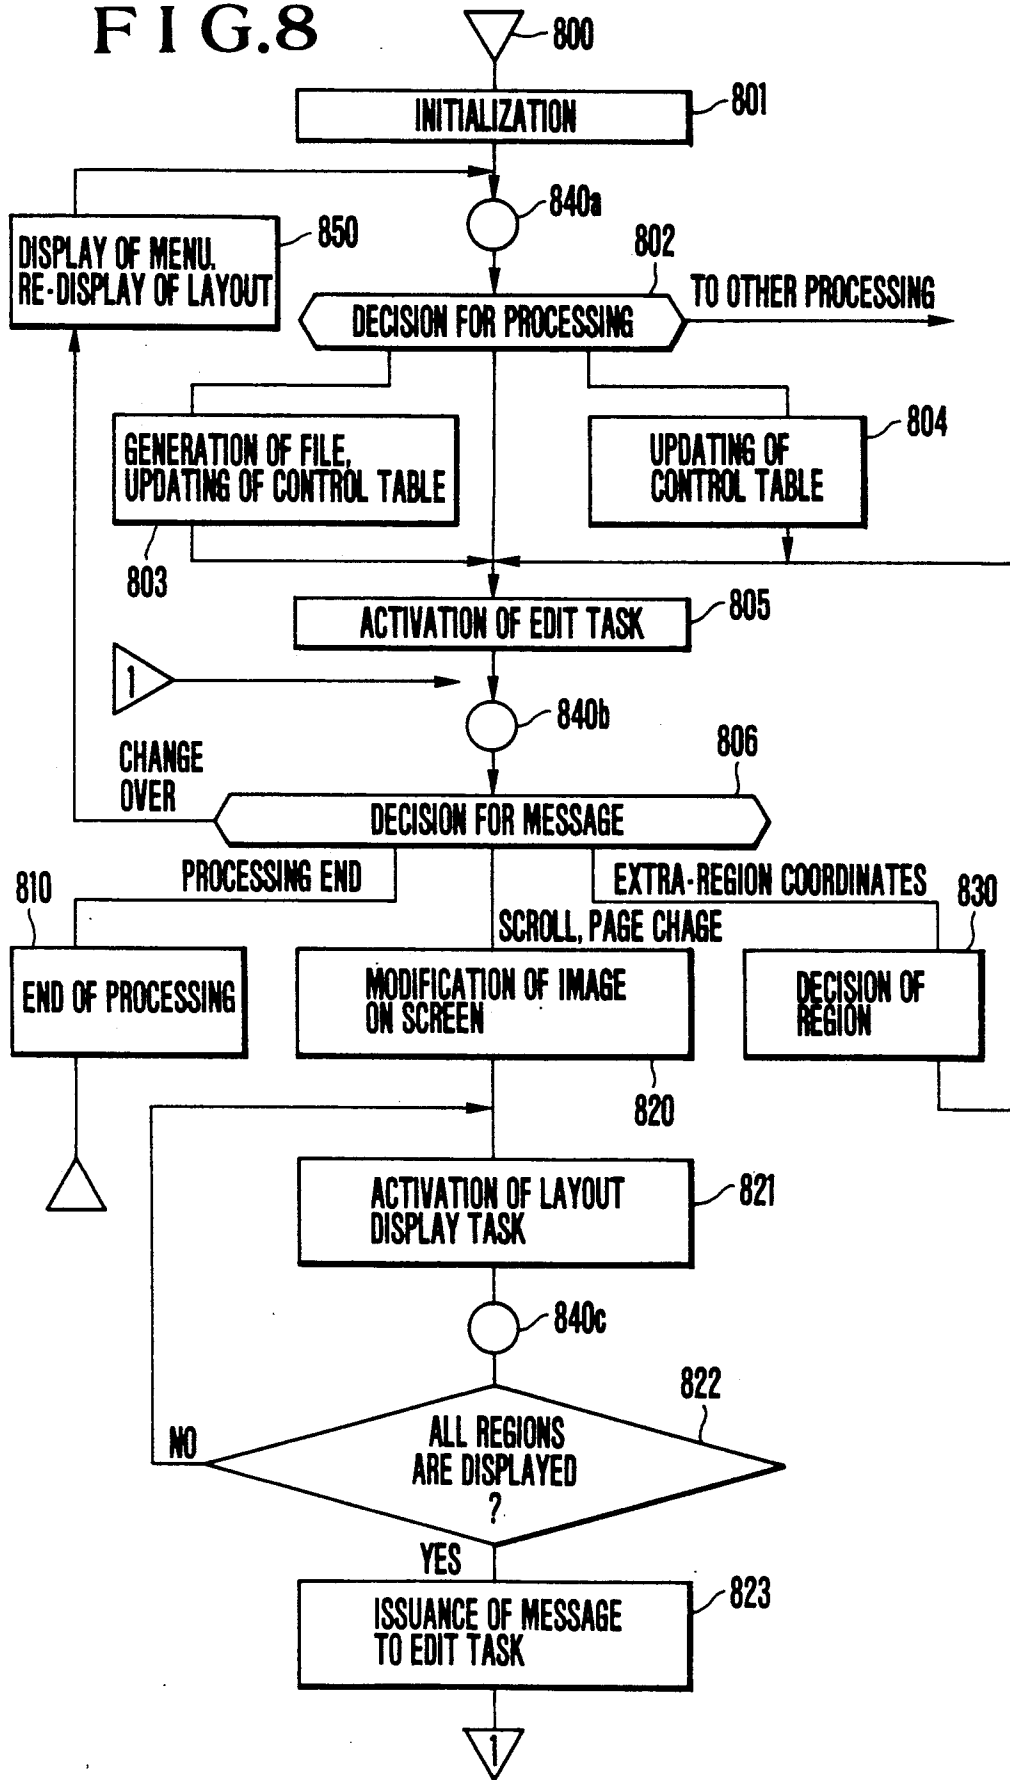 FIG.8
800
INITIALIZATION
801
840a
DISPLAY OF MENU.
RE-DISPLAY OF LAYOUT
850
802
DECISION FOR PROCESSING
TO OTHER PROCESSING
GENERATION OF FILE,
UPDATING OF CONTROL TABLE
803
UPDATING OF
CONTROL TABLE
804
ACTIVATION OF EDIT TASK
805
1
840b
CHANGE
OVER
806
DECISION FOR MESSAGE
PROCESSING END
EXTRA-REGION COORDINATES
SCROLL, PAGE CHAGE
810
END OF PROCESSING
MODIFICATION OF IMAGE
ON SCREEN
820
830
DECISION OF
REGION
ACTIVATION OF LAYOUT
DISPLAY TASK
821
840c
822
ALL REGIONS
ARE DISPLAYED
?
NO
YES
ISSUANCE OF MESSAGE
TO EDIT TASK
823
1